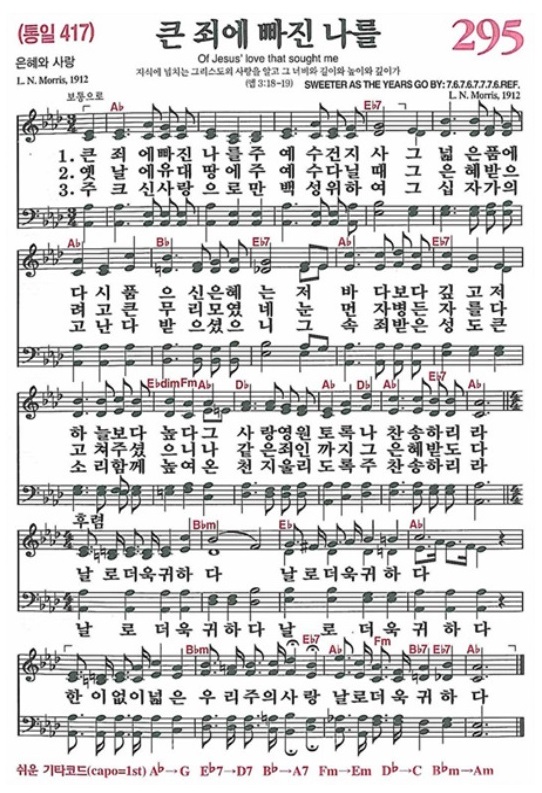 (통일 417) 큰 죄에 빠진 나를 295
은혜와 사랑 Of Jesus' love that sought me
지식에 넘치는 그리스도의 사랑을 알고 그 너비와 길이와 높이와 깊이가
L. N. Morris, 1912 (엡 3:18-19) SWEETER AS THE YEARS GO BY: 7.6.7.6.7.7.7.6.REF.
L. N. Morris, 1912
보통으로 A♭ E♭7
1. 큰 죄 에빠진 나 를주 예 수건지 사 그 넓 은품에
2. 옛 날 에유대 땅 에주 예수다닐 때 그 은 혜받으
3. 주 크 신사랑 으 로만 백 성위하 여 그 십 자가의
A♭ B♭ E♭7 A♭ A♭ E♭7
다 시 품 으 신은혜 는 저 바 다보다 깊 고저
려 고큰 무 리모였 네 눈 먼 자병든 자 를다
고 난다 받 으셨으 니 그 속 죄받은 성 도큰
E♭dim Fm A♭ D♭ A♭ D♭ A♭ E♭7
하 늘보다 높 다그 사 랑영원 토 록나 찬 송하리 라
고 쳐주셨 으 니나 같 은죄인 까 지그 은 혜받도 다
소 리함께 높 여온 천 지울리 도 록주 찬 송하리 라
후렴 B♭m E♭ A♭
날 로더욱귀하 다 날 로더욱귀하 다
날 로 더욱 귀하 다 날 로 더 욱 귀하 다
B♭m E♭7 A♭ Fm B♭7 E♭7 A♭
한 이없이넓 은 우 리주의사 랑 날로더욱 귀 하 다
쉬운 기타코드(capo=1st) A♭→G E♭7→D7 B♭→A7 Fm→Em D♭→C B♭m→Am